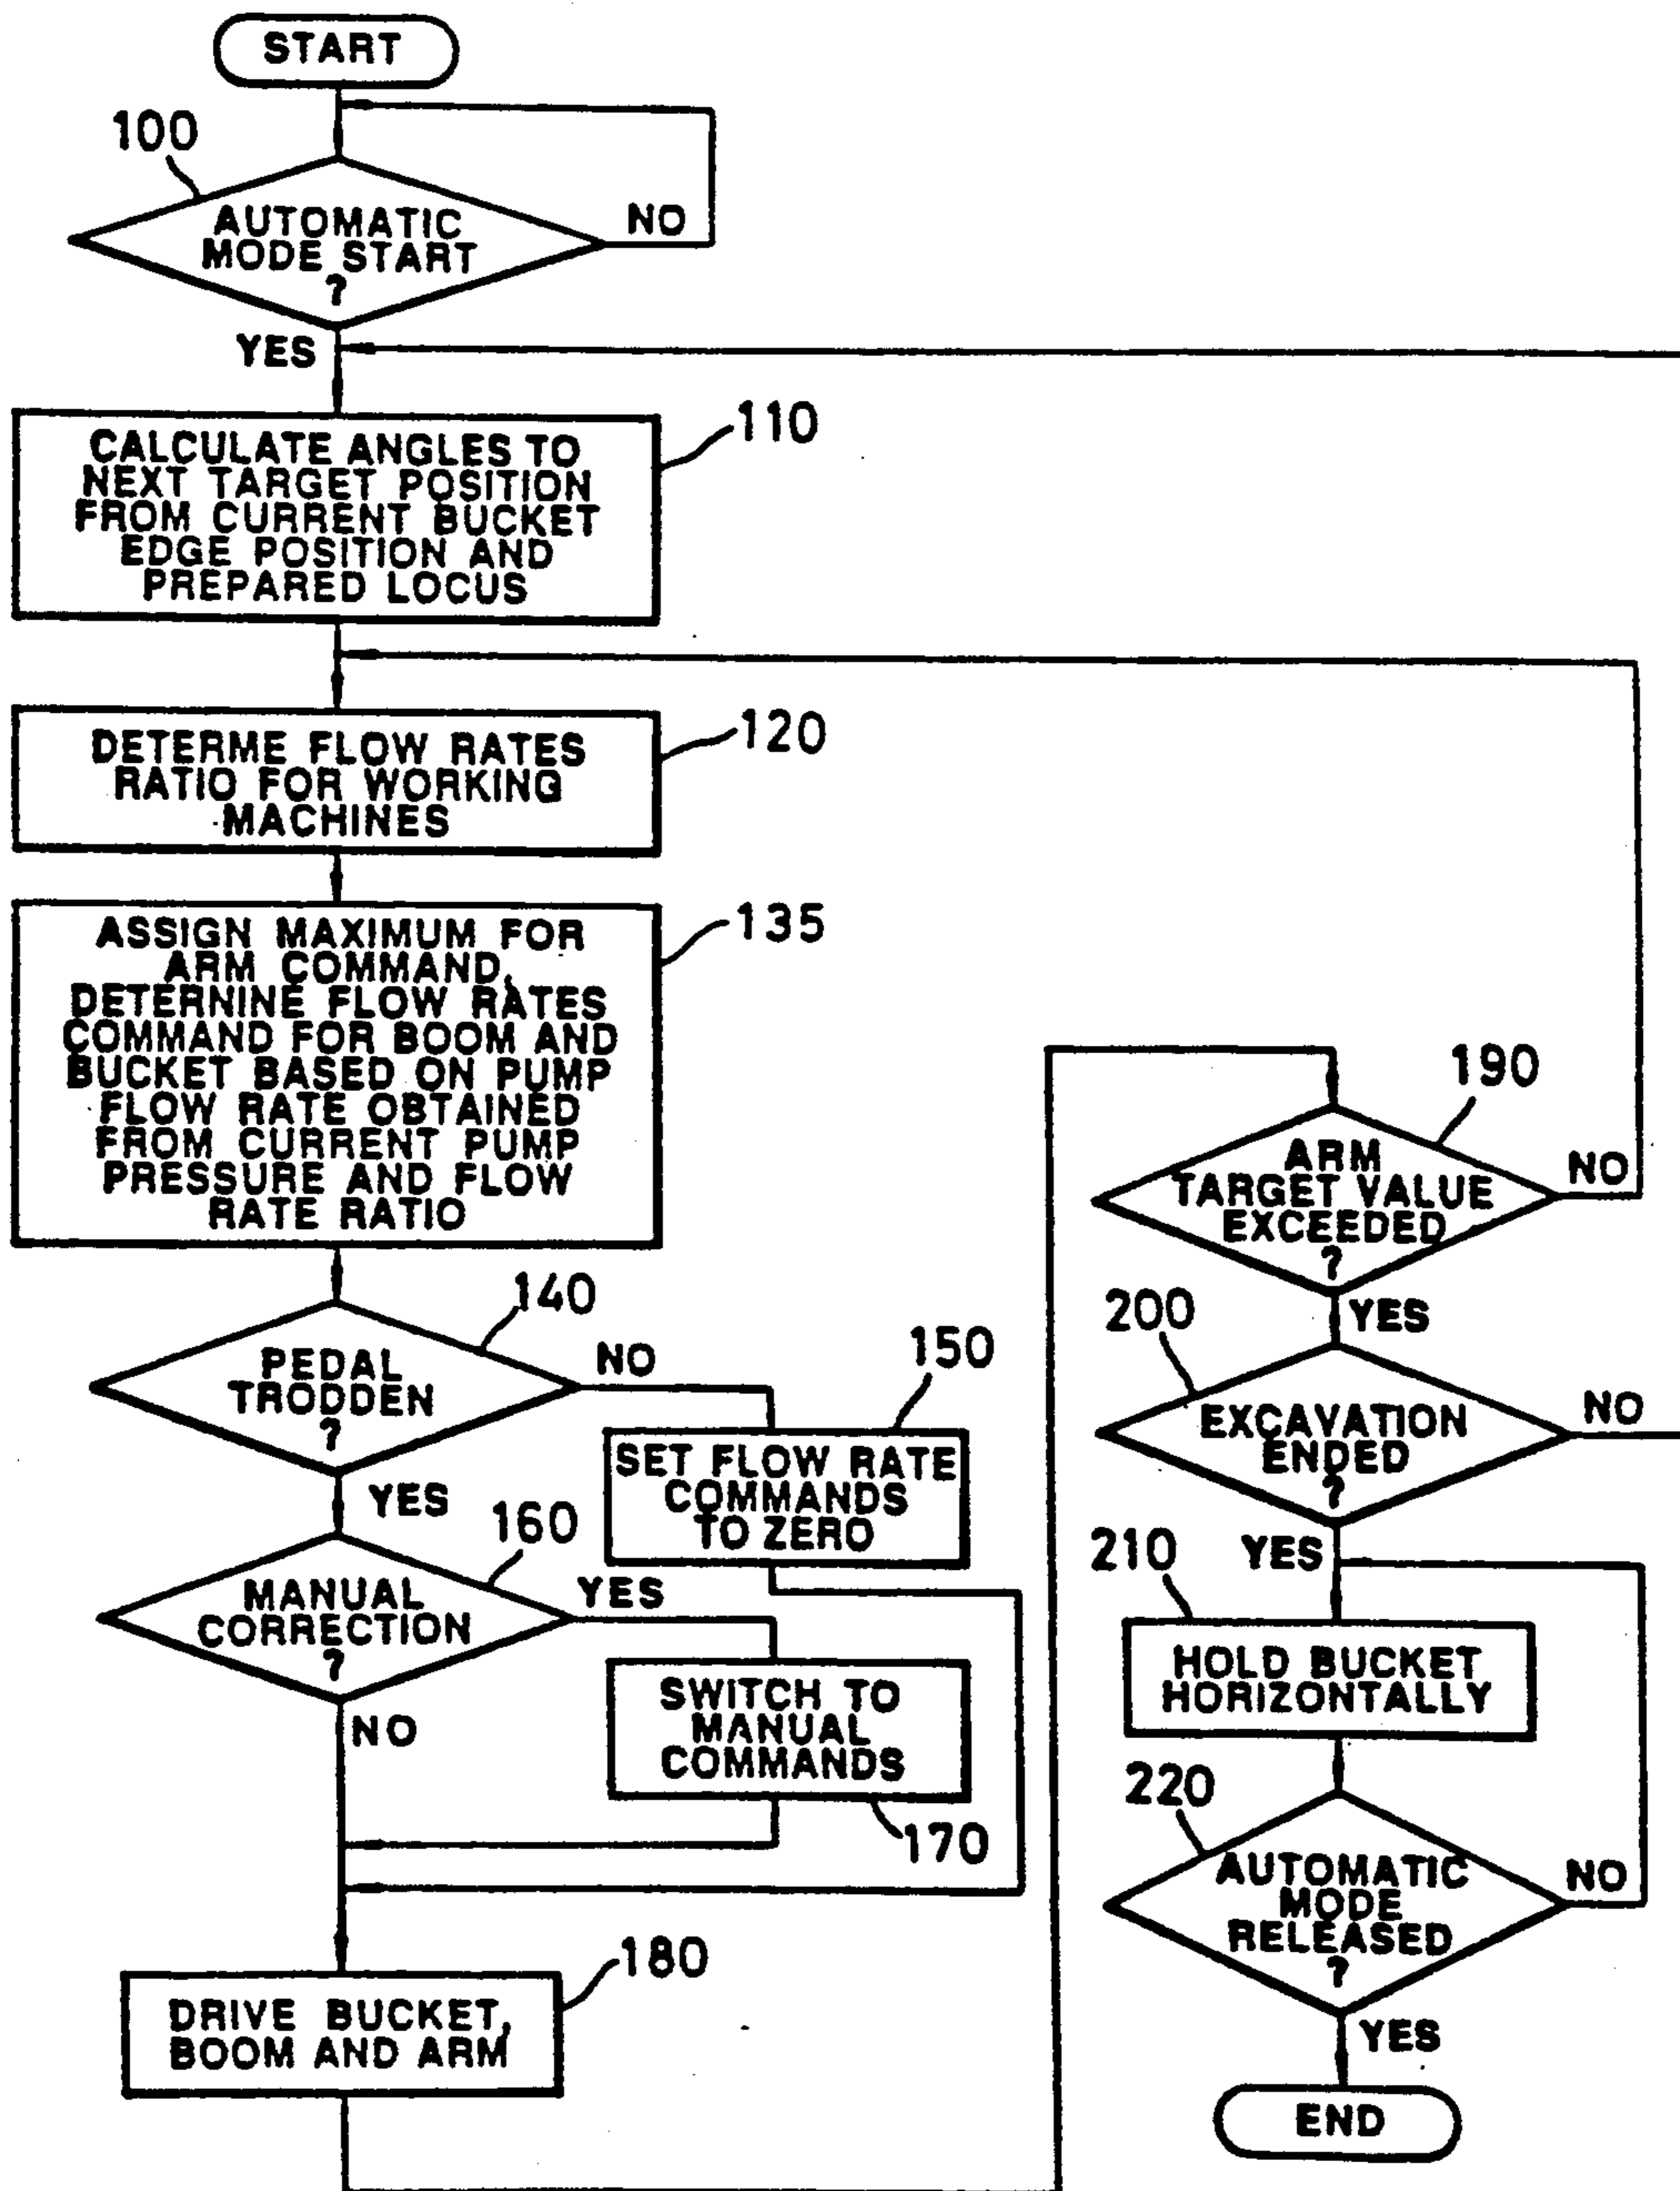 START
100
AUTOMATIC
MODE START
?
NO
YES
110
CALCULATE ANGLES TO
NEXT TARGET POSITION
FROM CURRENT BUCKET
EDGE POSITION AND
PREPARED LOCUS
120
DETERME FLOW RATES
RATIO FOR WORKING
MACHINES
135
ASSIGN MAXIMUM FOR
ARM COMMAND,
DETERNINE FLOW RATES
COMMAND FOR BOOM AND
BUCKET BASED ON PUMP
FLOW RATE OBTAINED
FROM CURRENT PUMP
PRESSURE AND FLOW
RATE RATIO
140
PEDAL
TRODDEN
?
NO
YES
150
SET FLOW RATE
COMMANDS
TO ZERO
160
MANUAL
CORRECTION
?
YES
NO
SWITCH TO
MANUAL
COMMANDS
170
180
DRIVE BUCKET,
BOOM AND ARM
190
ARM
TARGET VALUE
EXCEEDED
?
NO
YES
200
EXCAVATION
ENDED
?
NO
YES
210
HOLD BUCKET
HORIZONTALLY
220
AUTOMATIC
MODE
RELEASED
?
NO
YES
END